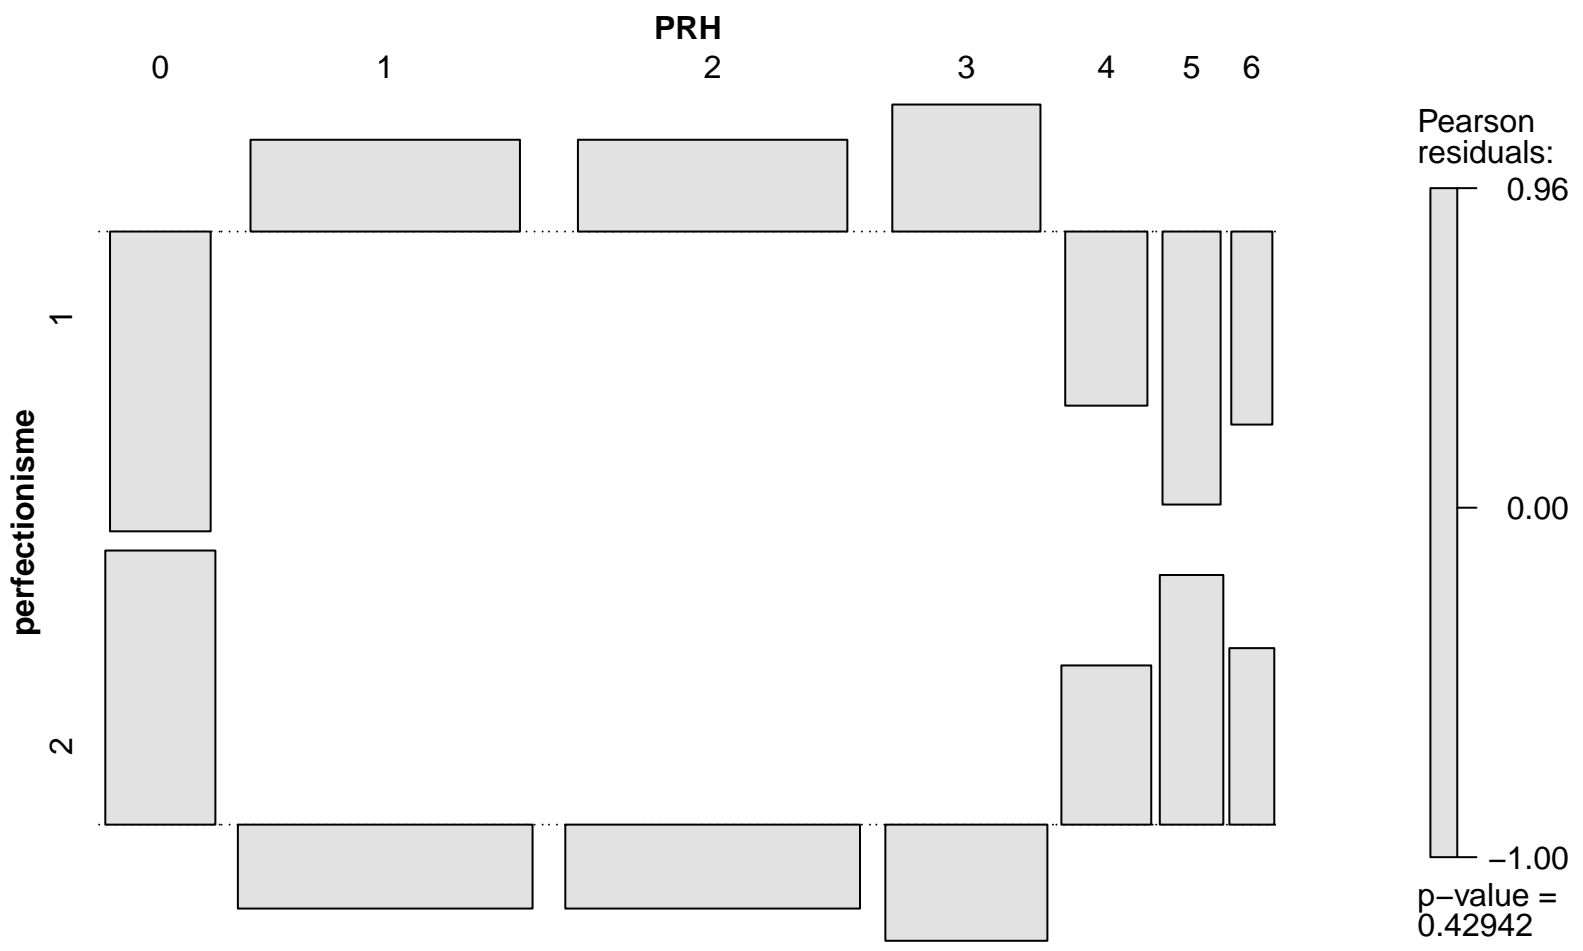 PRH
0 1 2 3 4 5 6
perfectionisme
1
2
Pearson
residuals:
0.96
0.00
−1.00
p−value =
0.42942